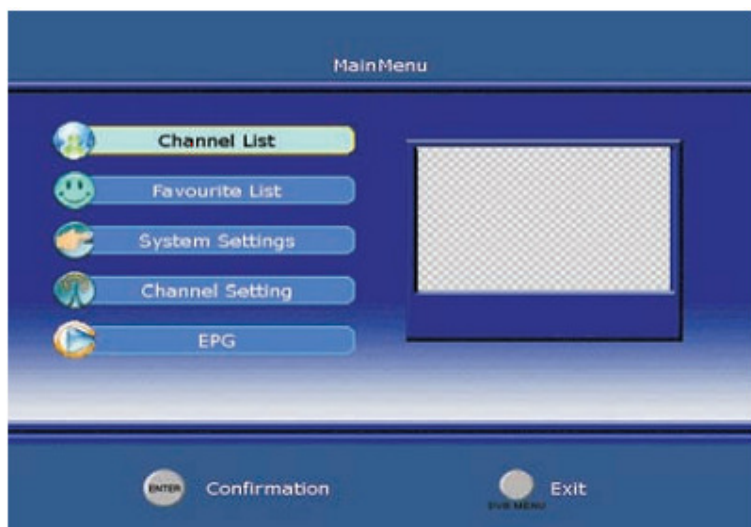 MainMenu
Channel List
Favourite List
System Settings
Channel Setting
EPG
ENTER Confirmation
Exit
DVB MENU